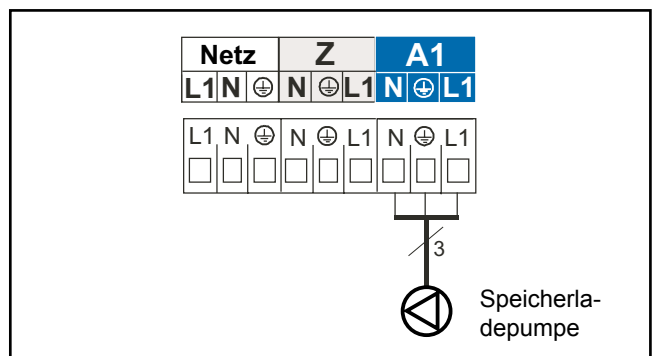 Netz Z A1
L1 N ⏚ N ⏚ L1 N ⏚ L1
L1 N ⏚ N ⏚ L1 N ⏚ L1
3
Speicherla-
depumpe